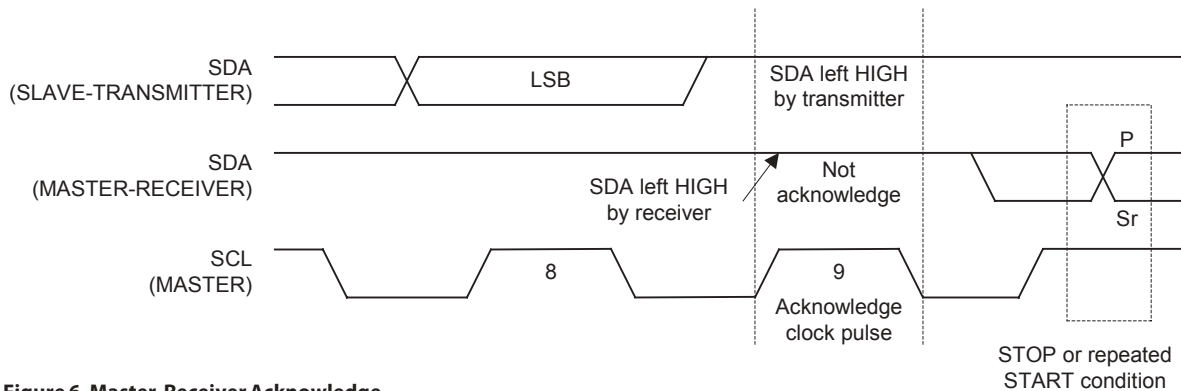 SDA
(SLAVE-TRANSMITTER)
LSB
SDA left HIGH
by transmitter
SDA
(MASTER-RECEIVER)
SDA left HIGH
by receiver
Not
acknowledge
P
Sr
SCL
(MASTER)
8
9
Acknowledge
clock pulse
STOP or repeated
START condition
Figure 6. Master-Receiver Acknowledge